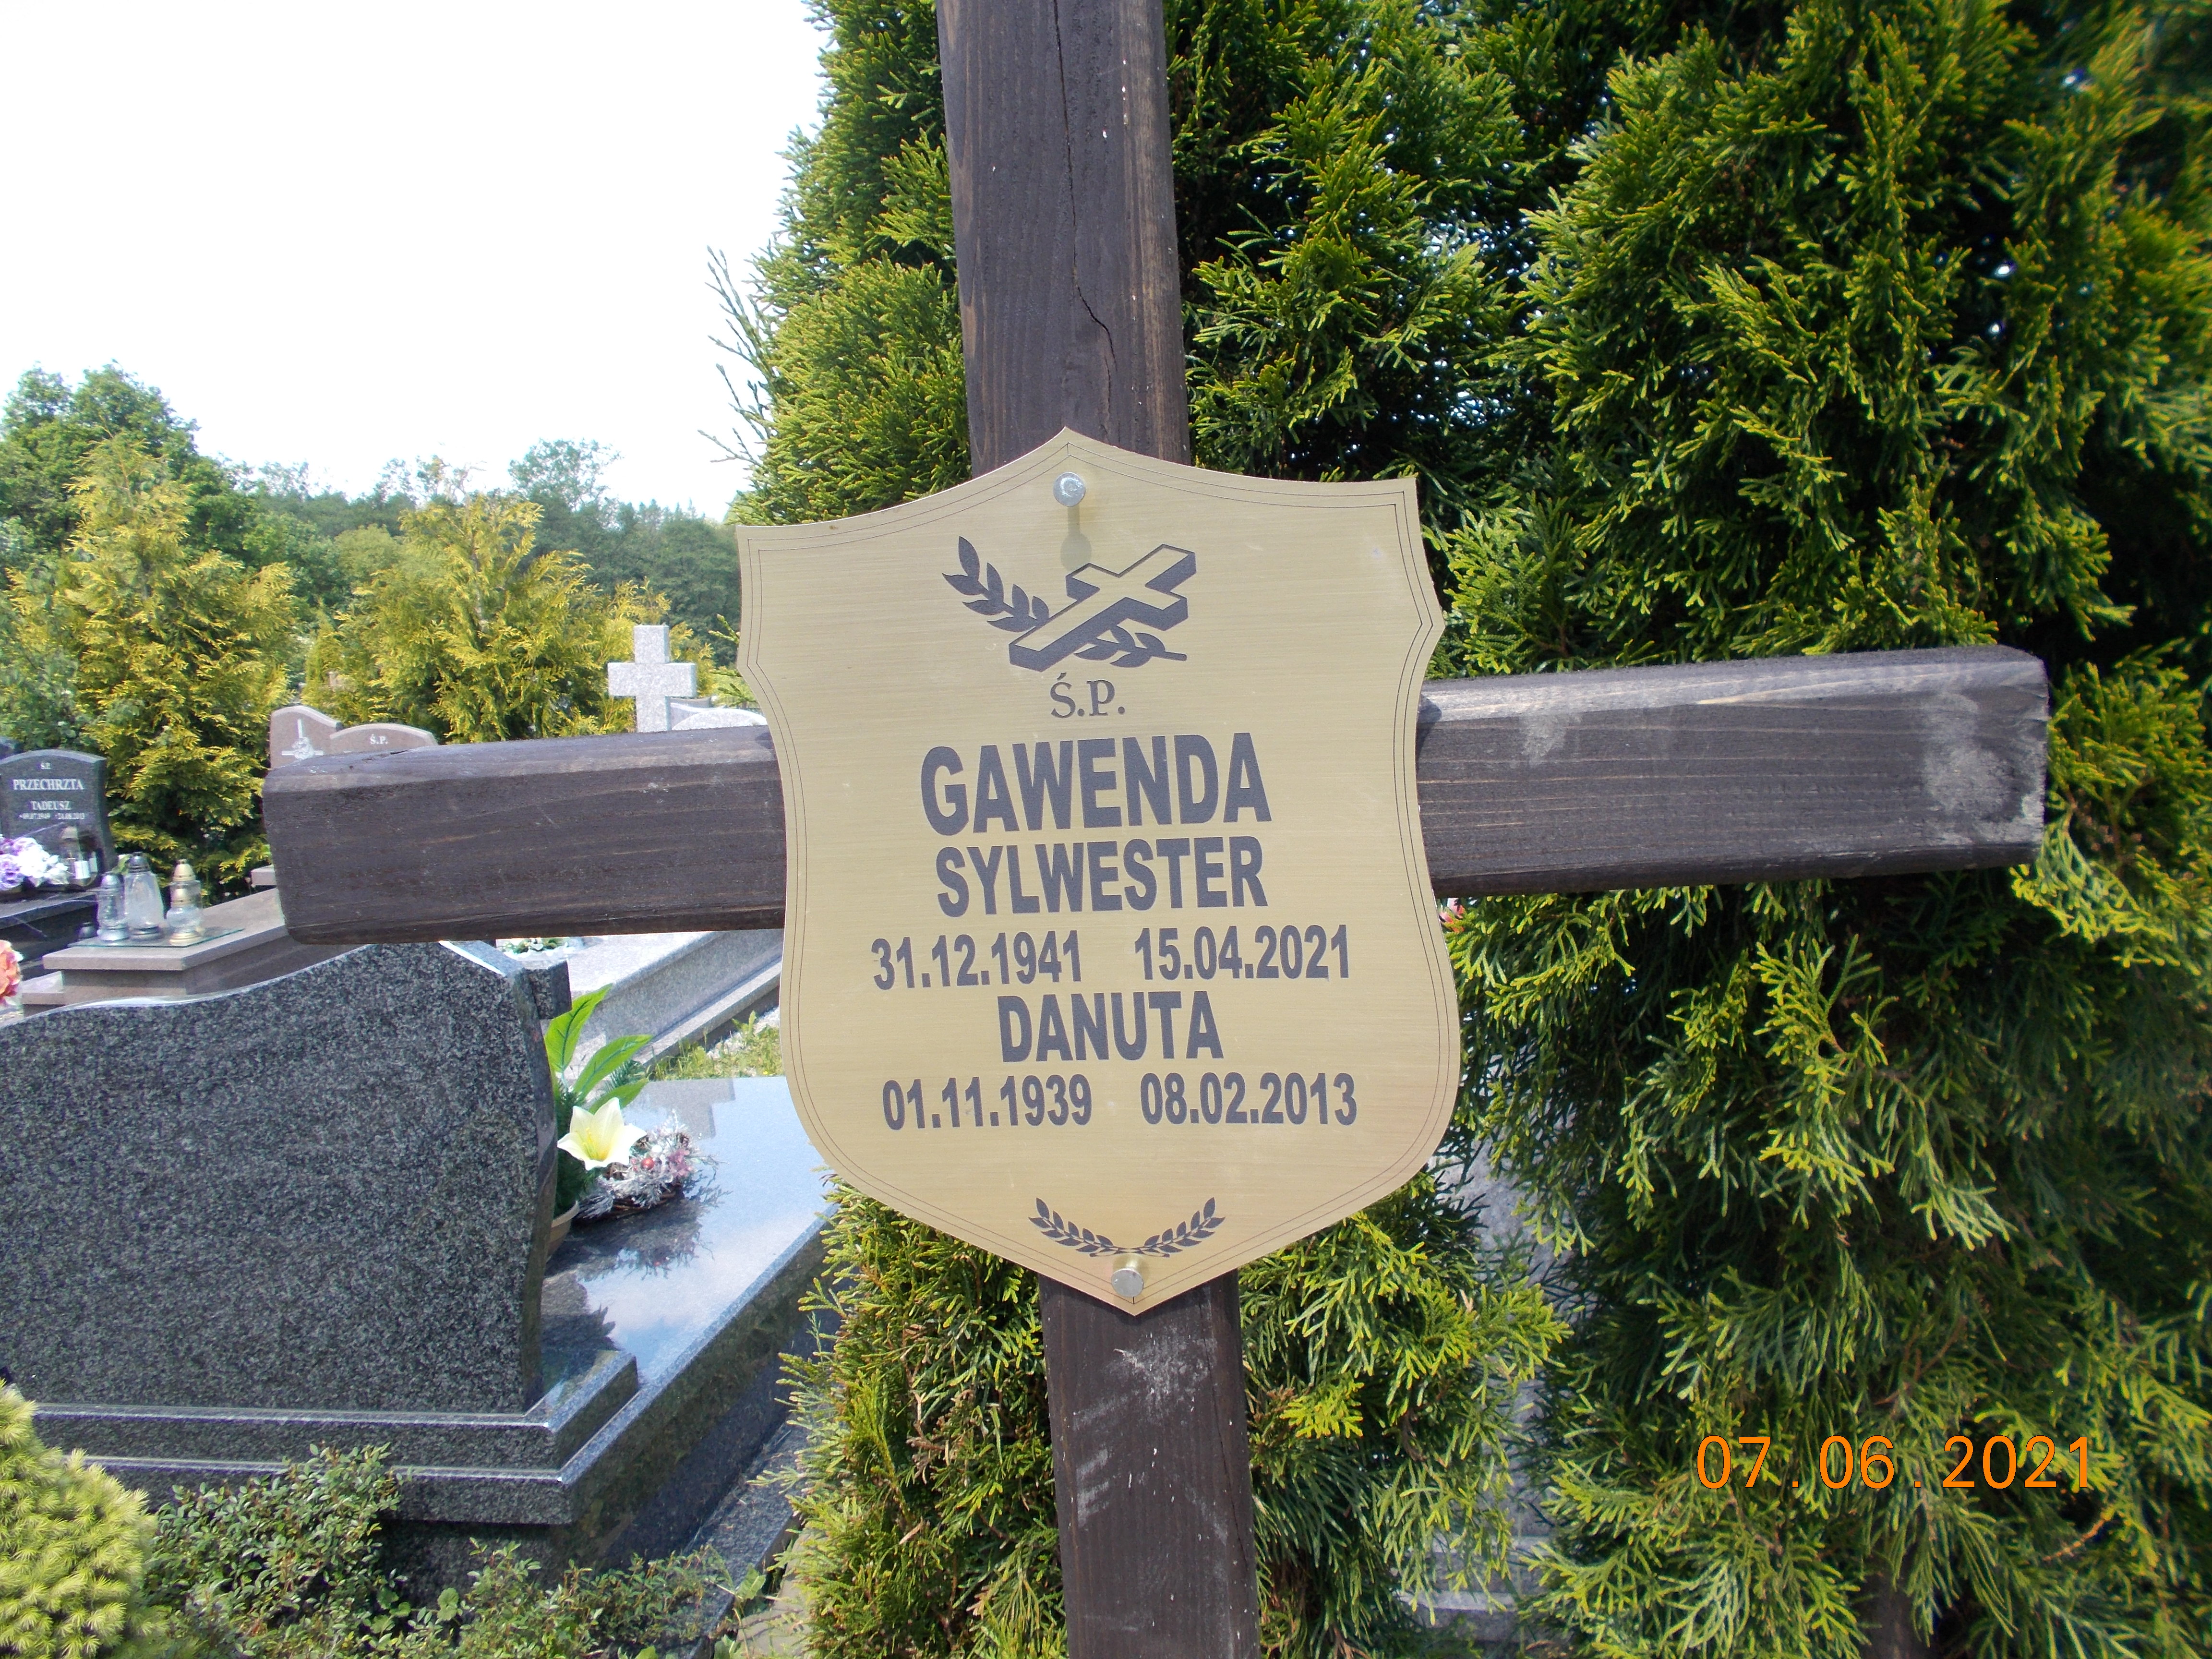 Ś.P.
GAWENDA
SYLWESTER
31.12.1941 15.04.2021
DANUTA
01.11.1939 08.02.2013
Ś.P.
Ś.P.
PRZECHRZTA
TADEUSZ
07.06.2021